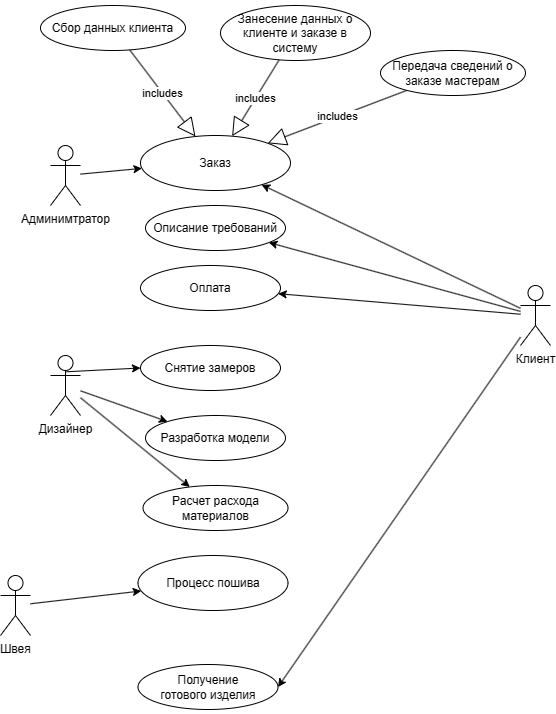 Сбор данных клиента
Занесение данных о
клиенте и заказе в
систему
Передача сведений о
заказе мастерам
includes
includes
includes
Заказ
Админимтратор
Описание требований
Оплата
Клиент
Снятие замеров
Дизайнер
Разработка модели
Расчет расхода
материалов
Процесс пошива
Швея
Получение
готового изделия